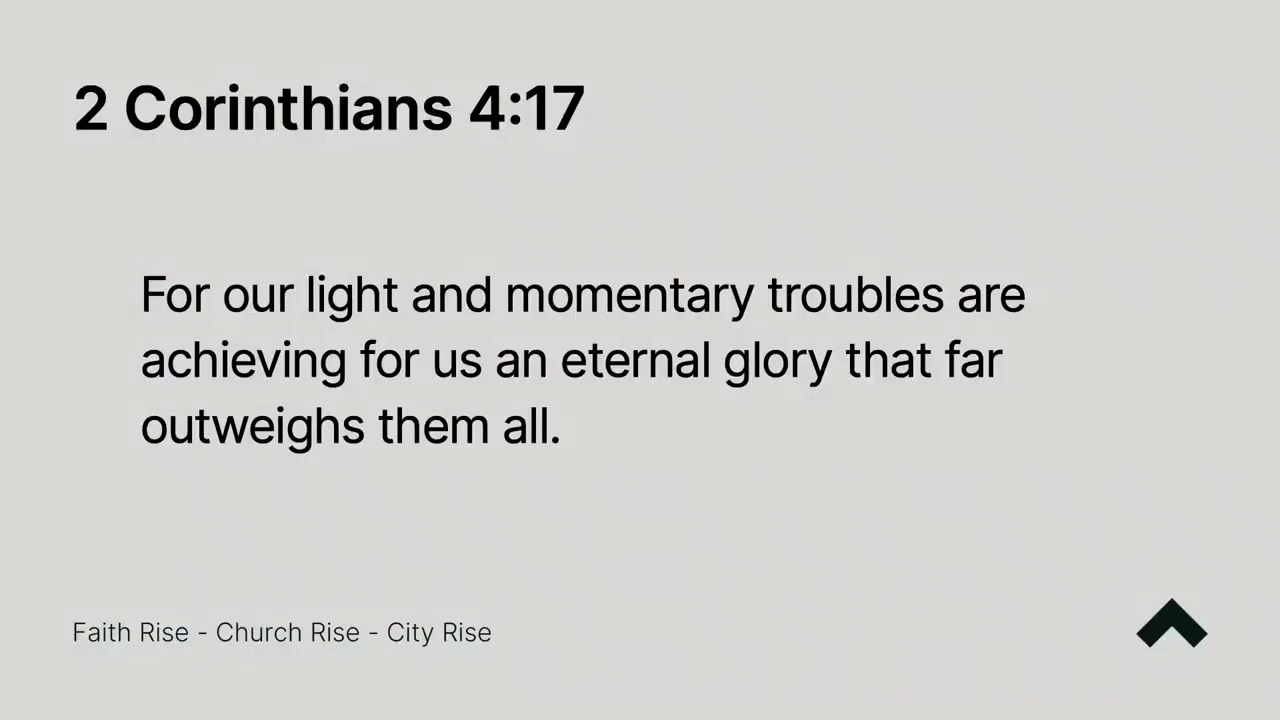 2 Corinthians 4:17
For our light and momentary troubles are
achieving for us an eternal glory that far
outweighs them all.
Faith Rise - Church Rise - City Rise